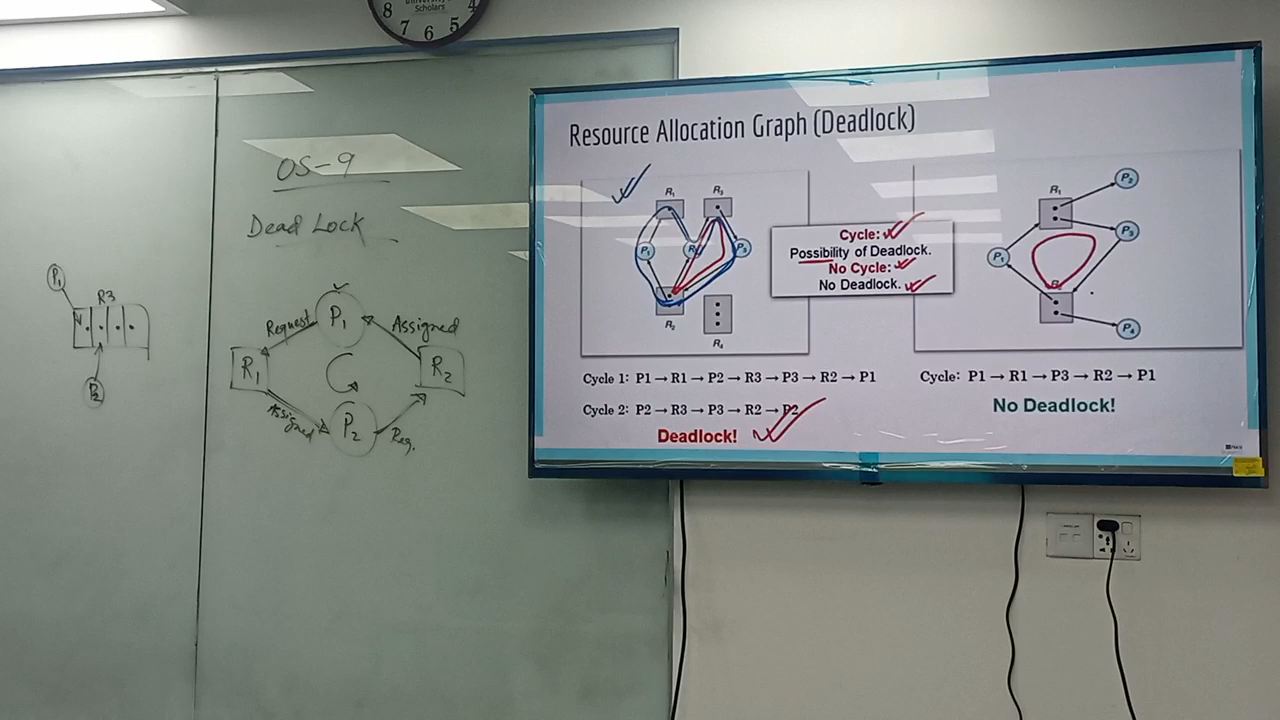 8 7 6 5 4
University
Scholars
OS-9
Dead Lock
P1
R3
P2
P1
Request
Assigned
R1
R2
Assigned
P2
Req.
Resource Allocation Graph (Deadlock)
R1
R3
P1
P3
R2
R4
Cycle:
Possibility of Deadlock.
No Cycle:
No Deadlock.
R1
P2
P3
P1
P4
Cycle 1: P1 → R1 → P2 → R3 → P3 → R2 → P1
Cycle 2: P2 → R3 → P3 → R2 → P2
Deadlock!
Cycle: P1 → R1 → P3 → R2 → P1
No Deadlock!